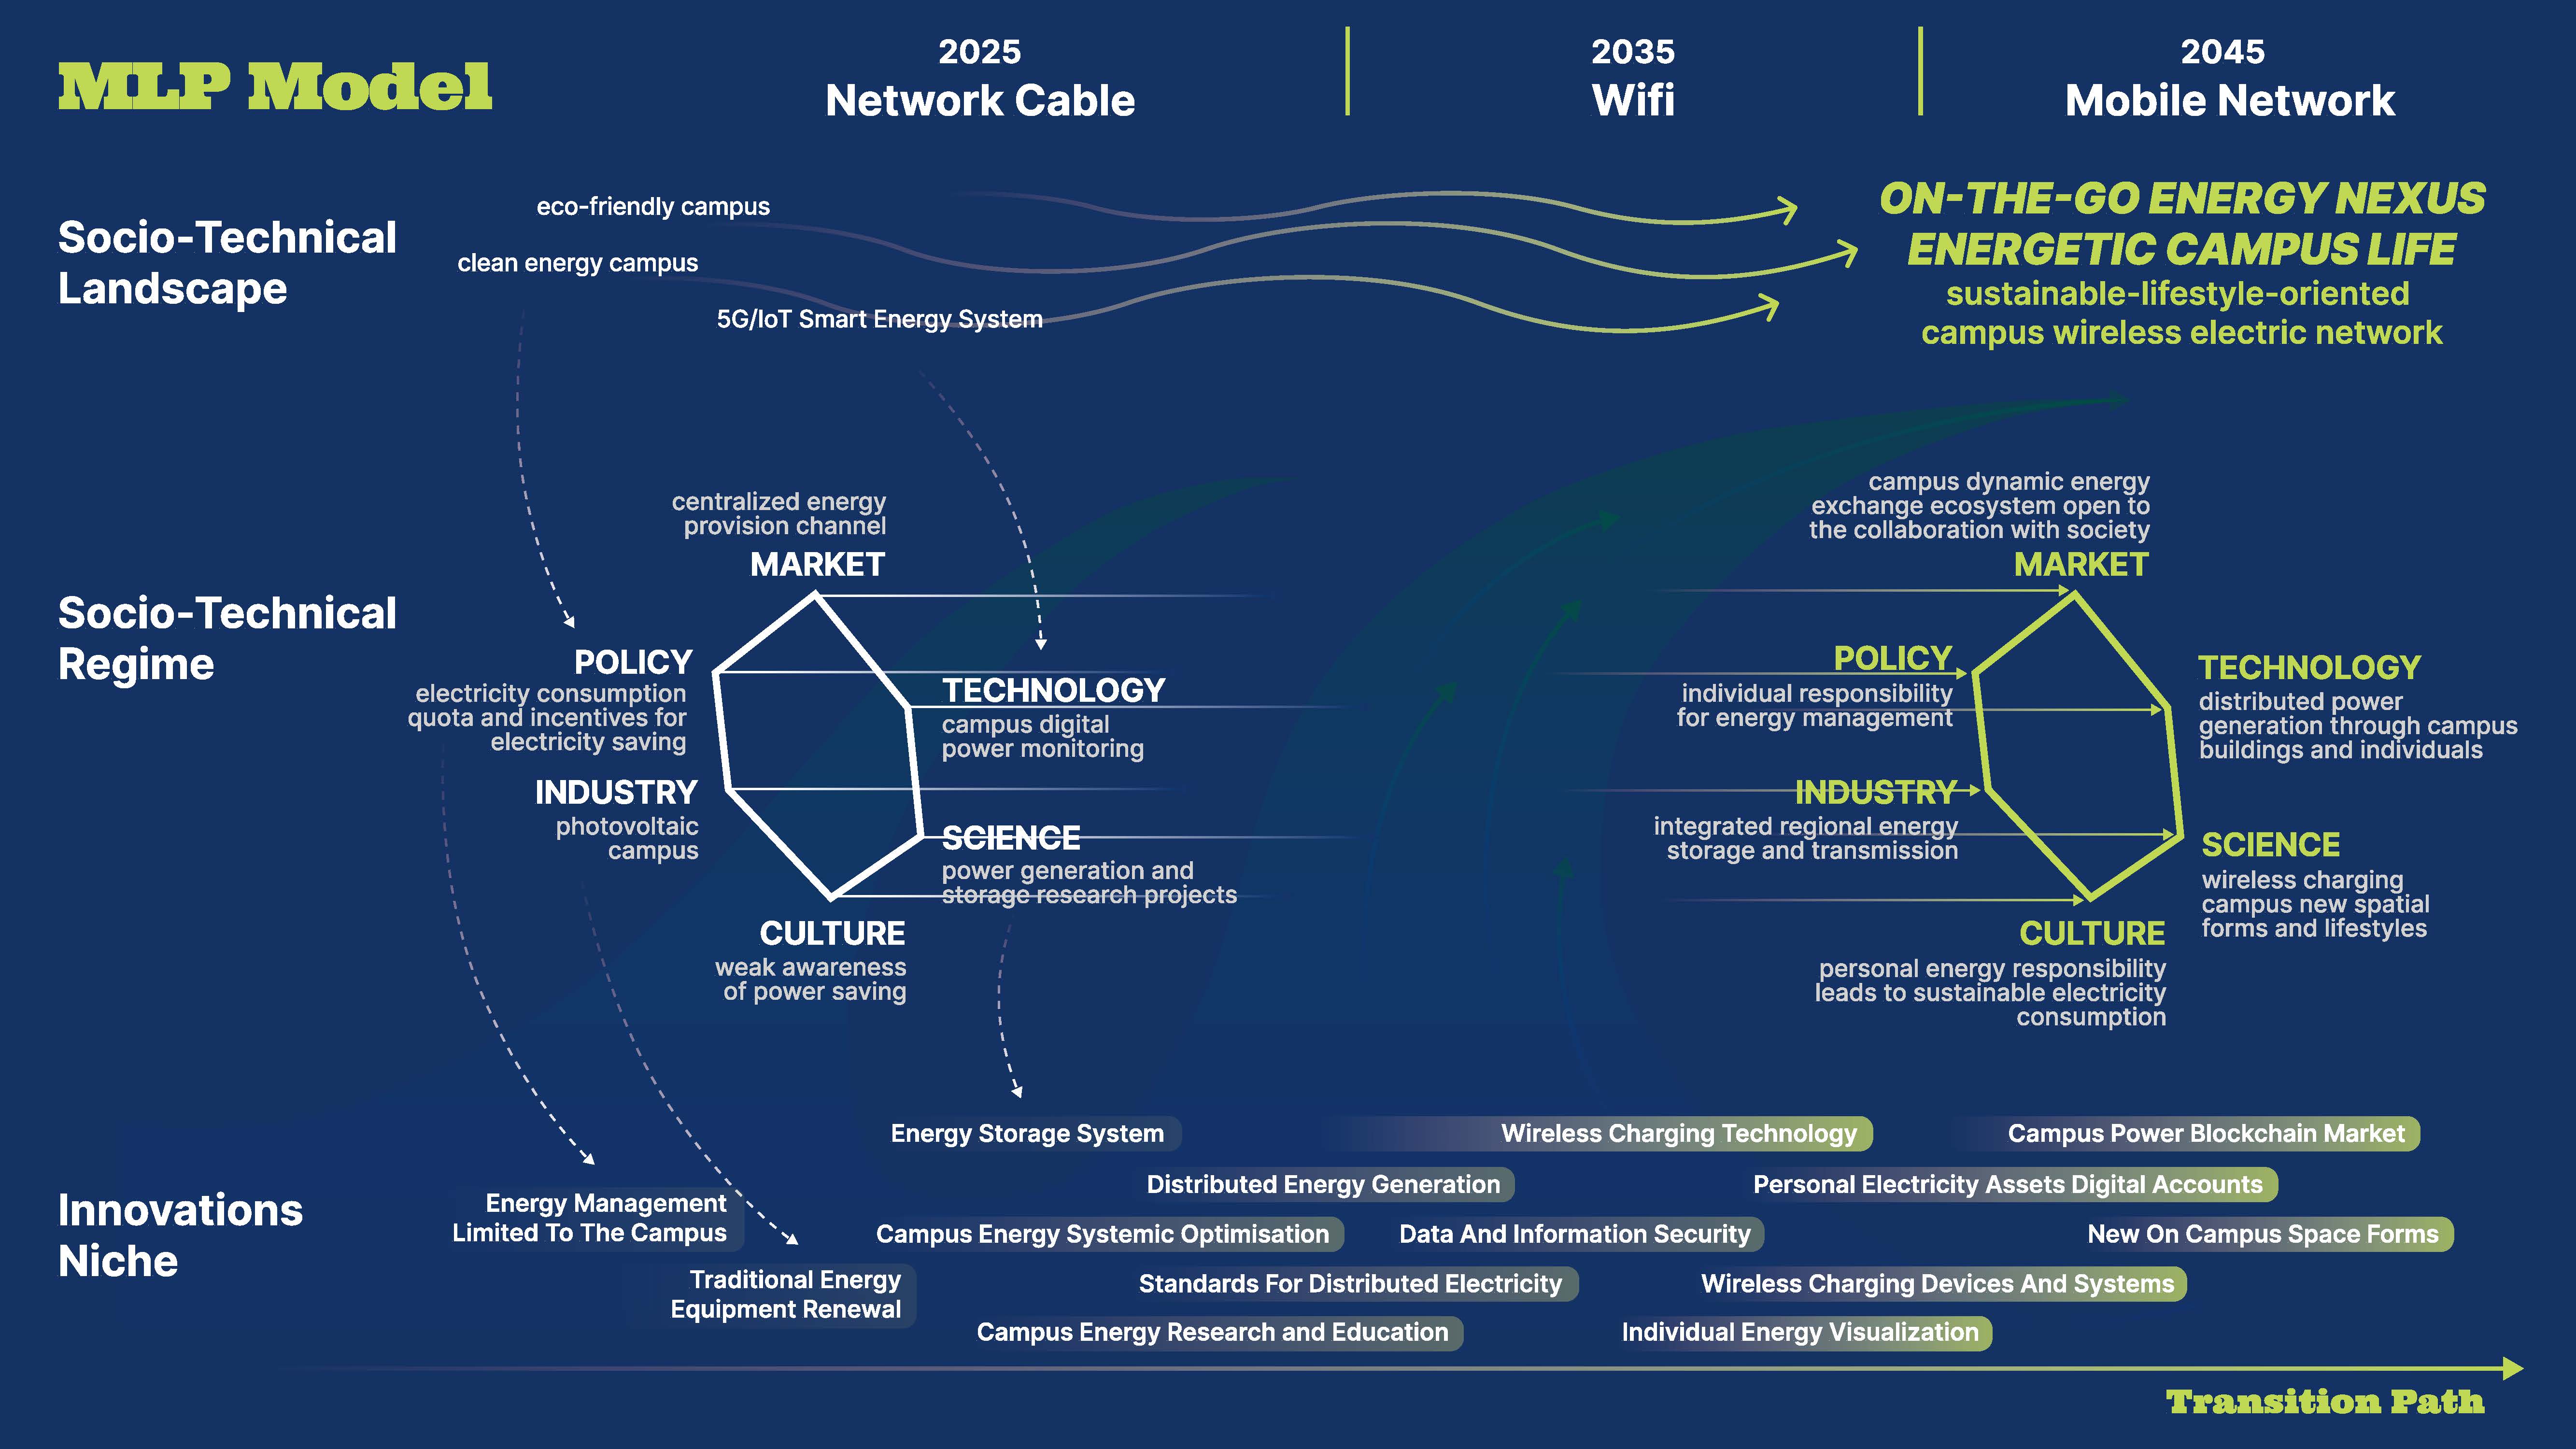 MLP Model
2025
Network Cable
2035
Wifi
2045
Mobile Network
Socio-Technical
Landscape
eco-friendly campus
clean energy campus
5G/IoT Smart Energy System
ON-THE-GO ENERGY NEXUS
ENERGETIC CAMPUS LIFE
sustainable-lifestyle-oriented
campus wireless electric network
Socio-Technical
Regime
centralized energy
provision channel
MARKET
POLICY
electricity consumption
quota and incentives for
electricity saving
TECHNOLOGY
campus digital
power monitoring
INDUSTRY
photovoltaic
campus
SCIENCE
power generation and
storage research projects
CULTURE
weak awareness
of power saving
campus dynamic energy
exchange ecosystem open to
the collaboration with society
MARKET
POLICY
individual responsibility
for energy management
TECHNOLOGY
distributed power
generation through campus
buildings and individuals
INDUSTRY
integrated regional energy
storage and transmission
SCIENCE
wireless charging
campus new spatial
forms and lifestyles
CULTURE
personal energy responsibility
leads to sustainable electricity
consumption
Innovations
Niche
Energy Storage System
Wireless Charging Technology
Campus Power Blockchain Market
Distributed Energy Generation
Personal Electricity Assets Digital Accounts
Energy Management
Limited To The Campus
Campus Energy Systemic Optimisation
Data And Information Security
New On Campus Space Forms
Traditional Energy
Equipment Renewal
Standards For Distributed Electricity
Wireless Charging Devices And Systems
Campus Energy Research and Education
Individual Energy Visualization
Transition Path